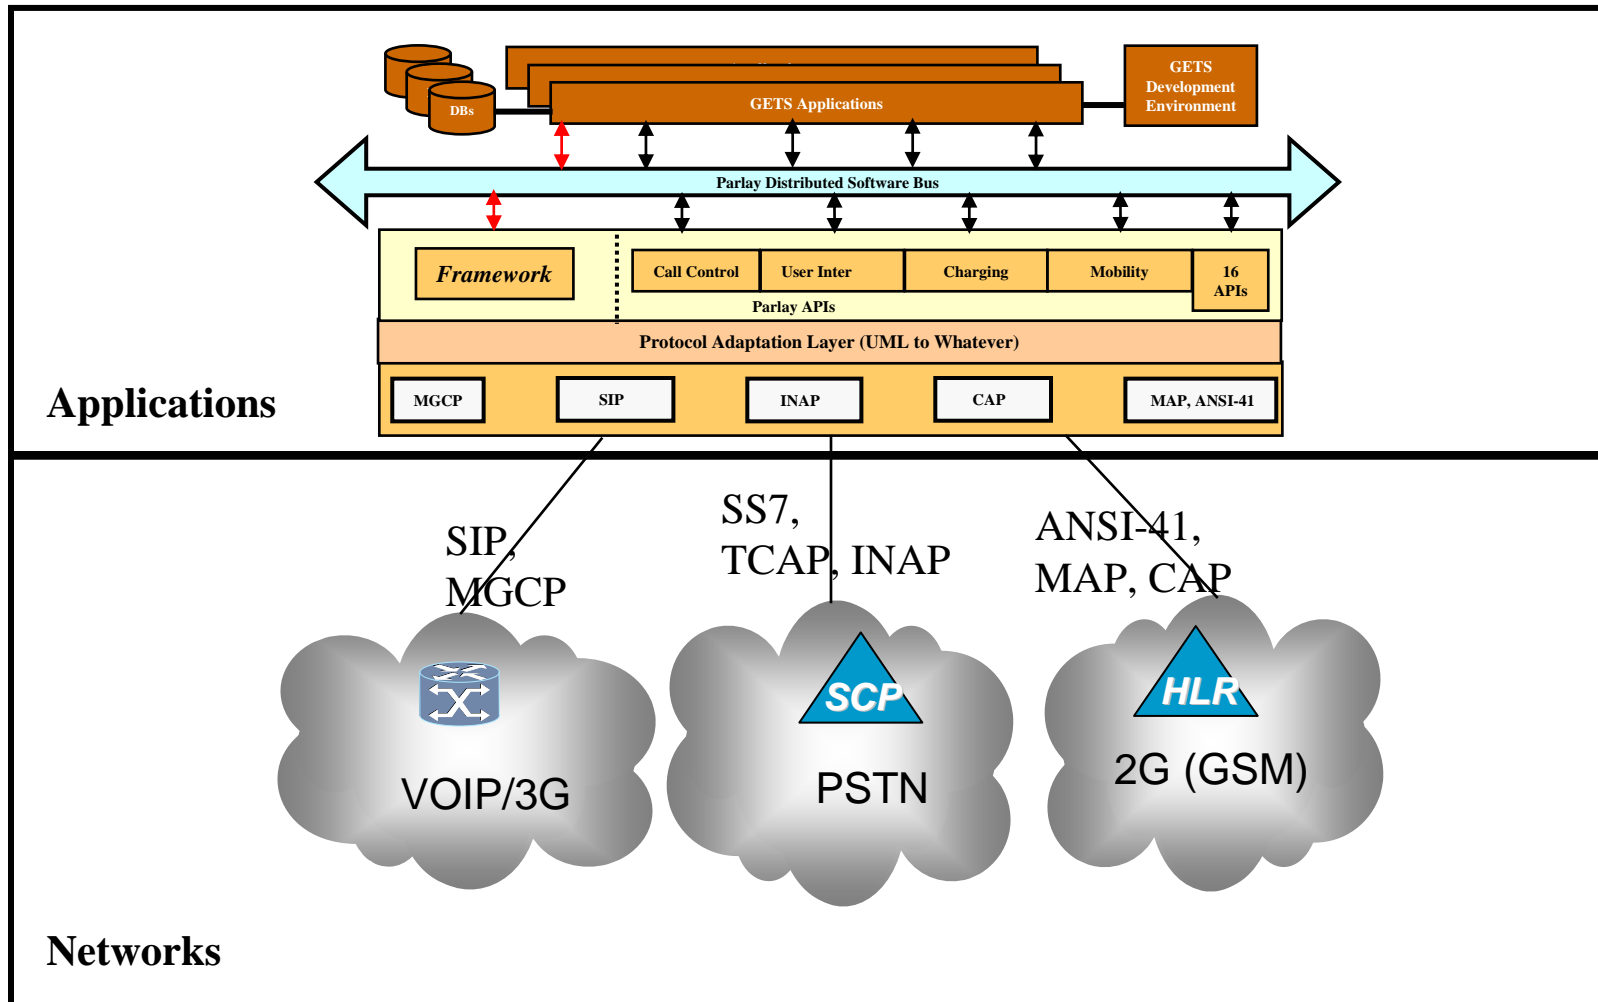 GETS Applications
DBs
GETS
Development
Environment
Parlay Distributed Software Bus
Framework
Call Control
User Inter
Charging
Mobility
16
APIs
Parlay APIs
Protocol Adaptation Layer (UML to Whatever)
MGCP
SIP
INAP
CAP
MAP, ANSI-41
Applications
SIP,
MGCP
SS7,
TCAP, INAP
ANSI-41,
MAP, CAP
SCP
HLR
VOIP/3G
PSTN
2G (GSM)
Networks